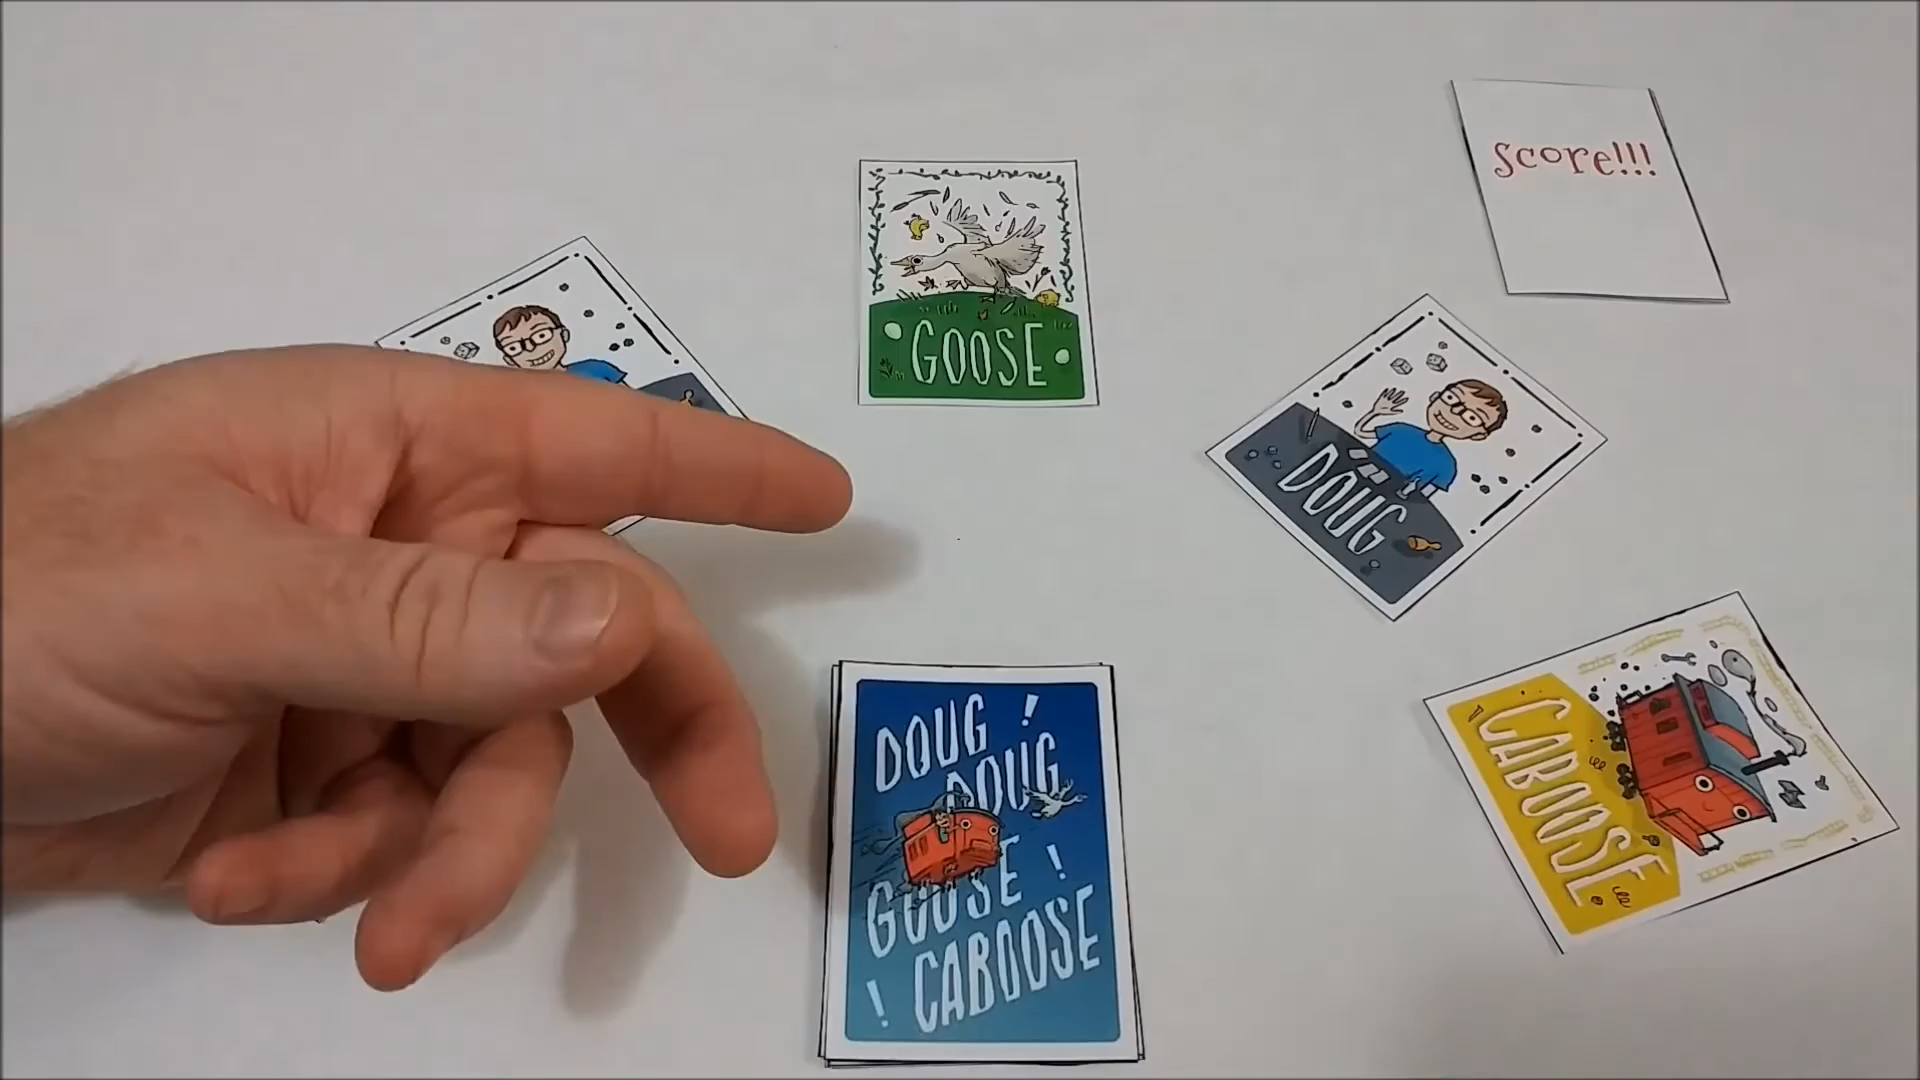 score!!!
GOOSE
DOUG
CABOOSE
DOUG !
DOUG
GOOSE !
! CABOOSE